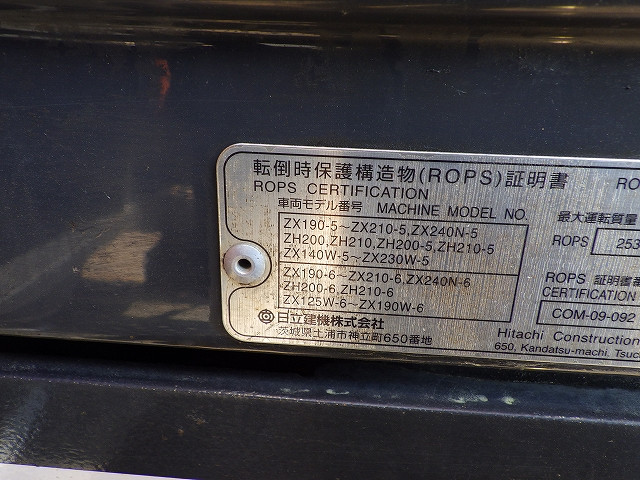 転倒時保護構造物(ROPS)証明書
ROPS CERTIFICATION
車両モデル番号 MACHINE MODEL NO.
ZX190-5~ZX210-5,ZX240N-5
ZH200,ZH210,ZH200-5,ZH210-5
ZX140W-5~ZX230W-5
ZX190-6~ZX210-6,ZX240N-6
ZH200-6,ZH210-6
ZX125W-6~ZX190W-6
日立建機株式会社
茨城県土浦市神立町650番地
RO
最大運転質量
ROPS 253
ROPS 証明書番
CERTIFICATION
COM-09-092
Hitachi Construction
650, Kandatsu-machi, Tsuc